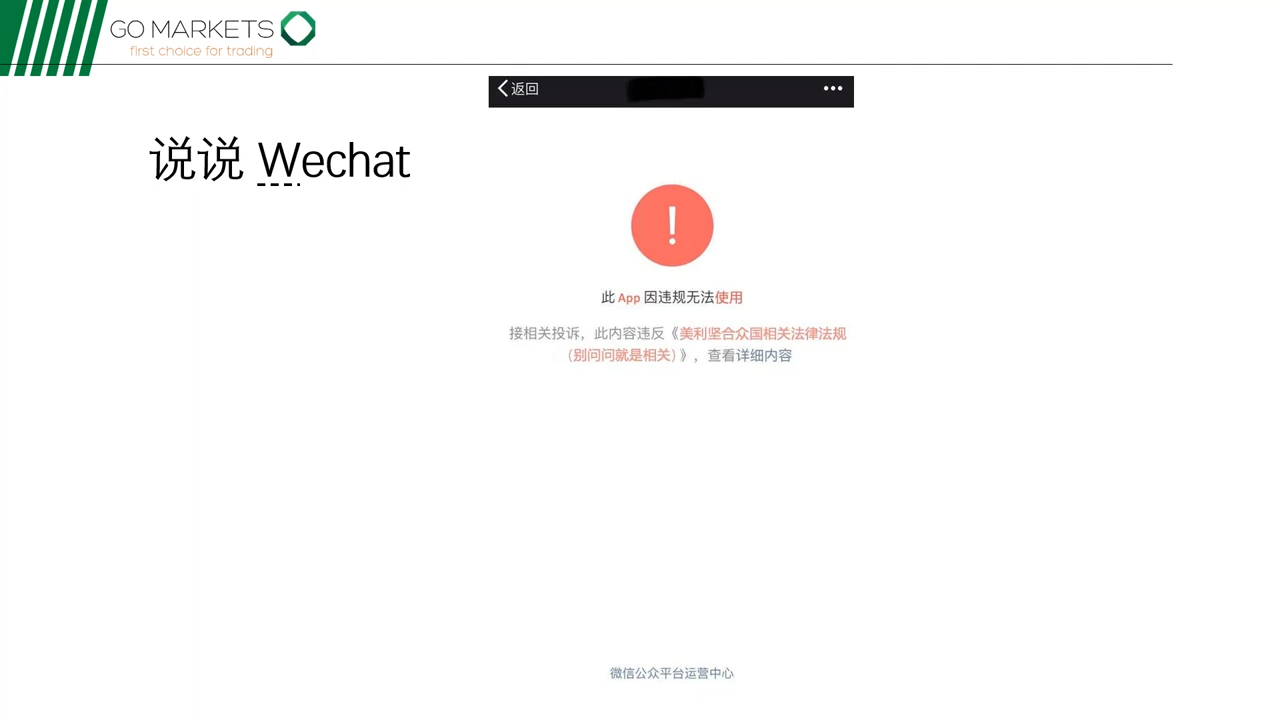 GO MARKETS
first choice for trading
返回
说说 Wechat
!
此 App 因违规无法使用
接相关投诉，此内容违反《美利坚合众国相关法律法规
（别问问就是相关）》，查看详细内容
微信公众平台运营中心